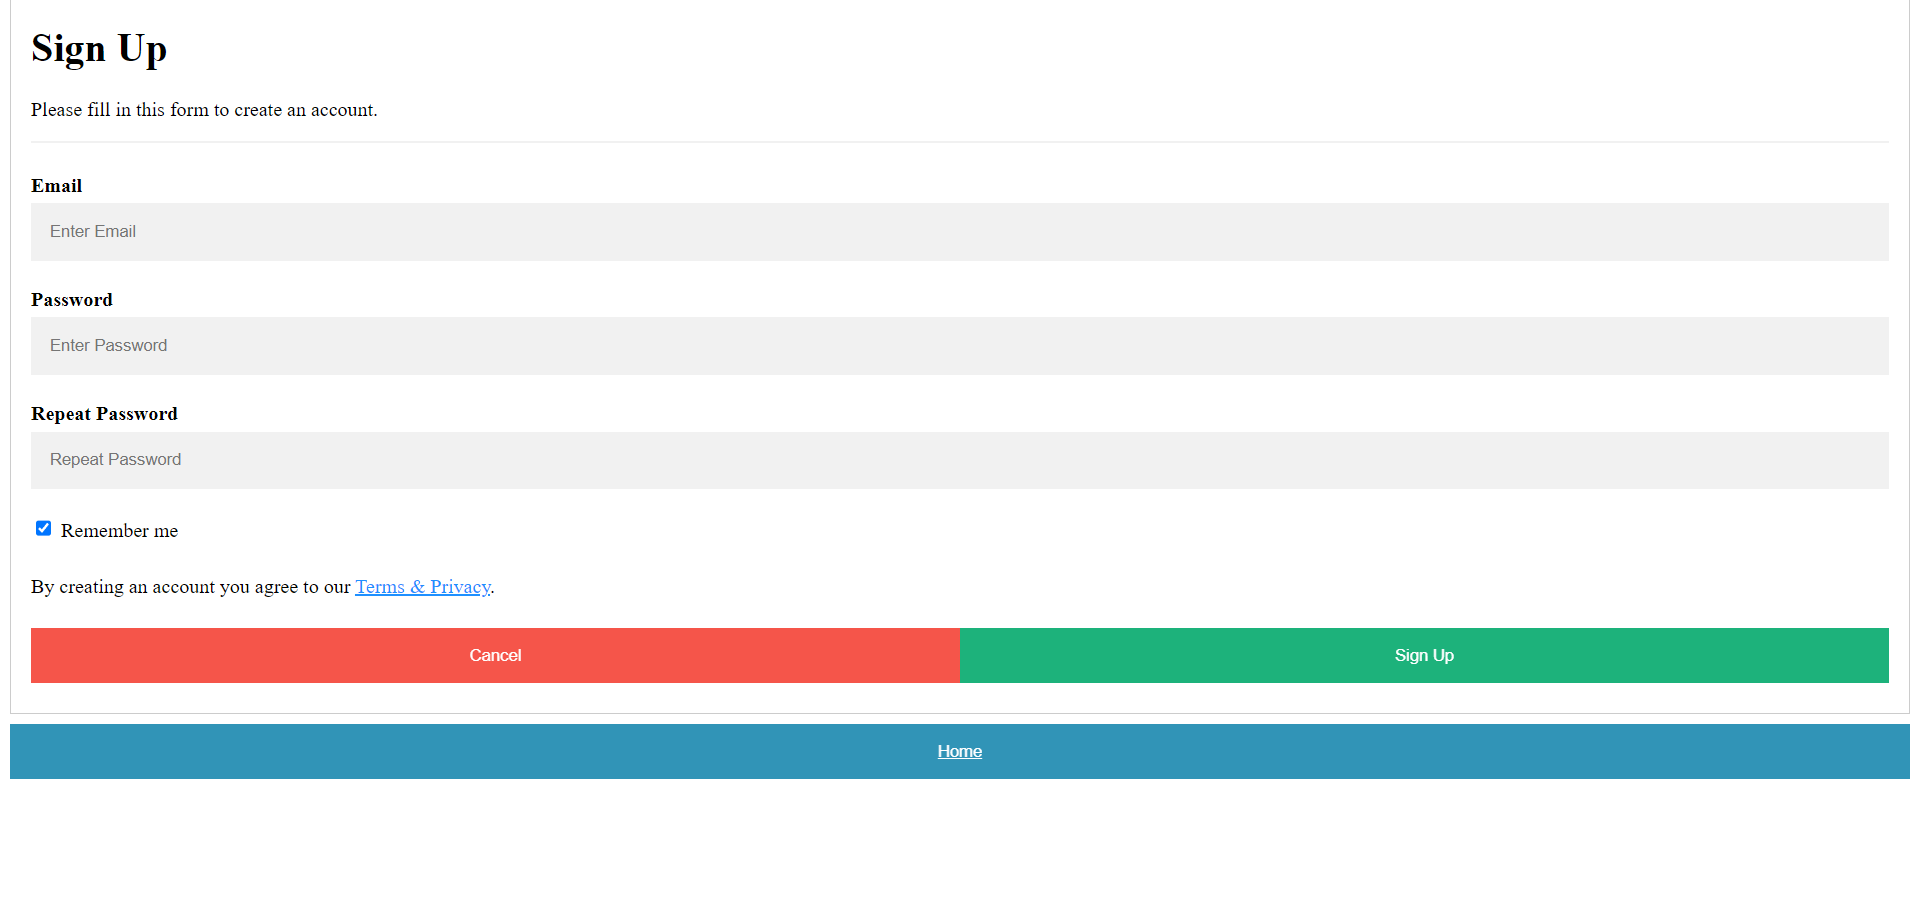 Sign Up
Please fill in this form to create an account.
Email
Enter Email
Password
Enter Password
Repeat Password
Repeat Password
Remember me
By creating an account you agree to our Terms & Privacy.
Cancel Sign Up
Home